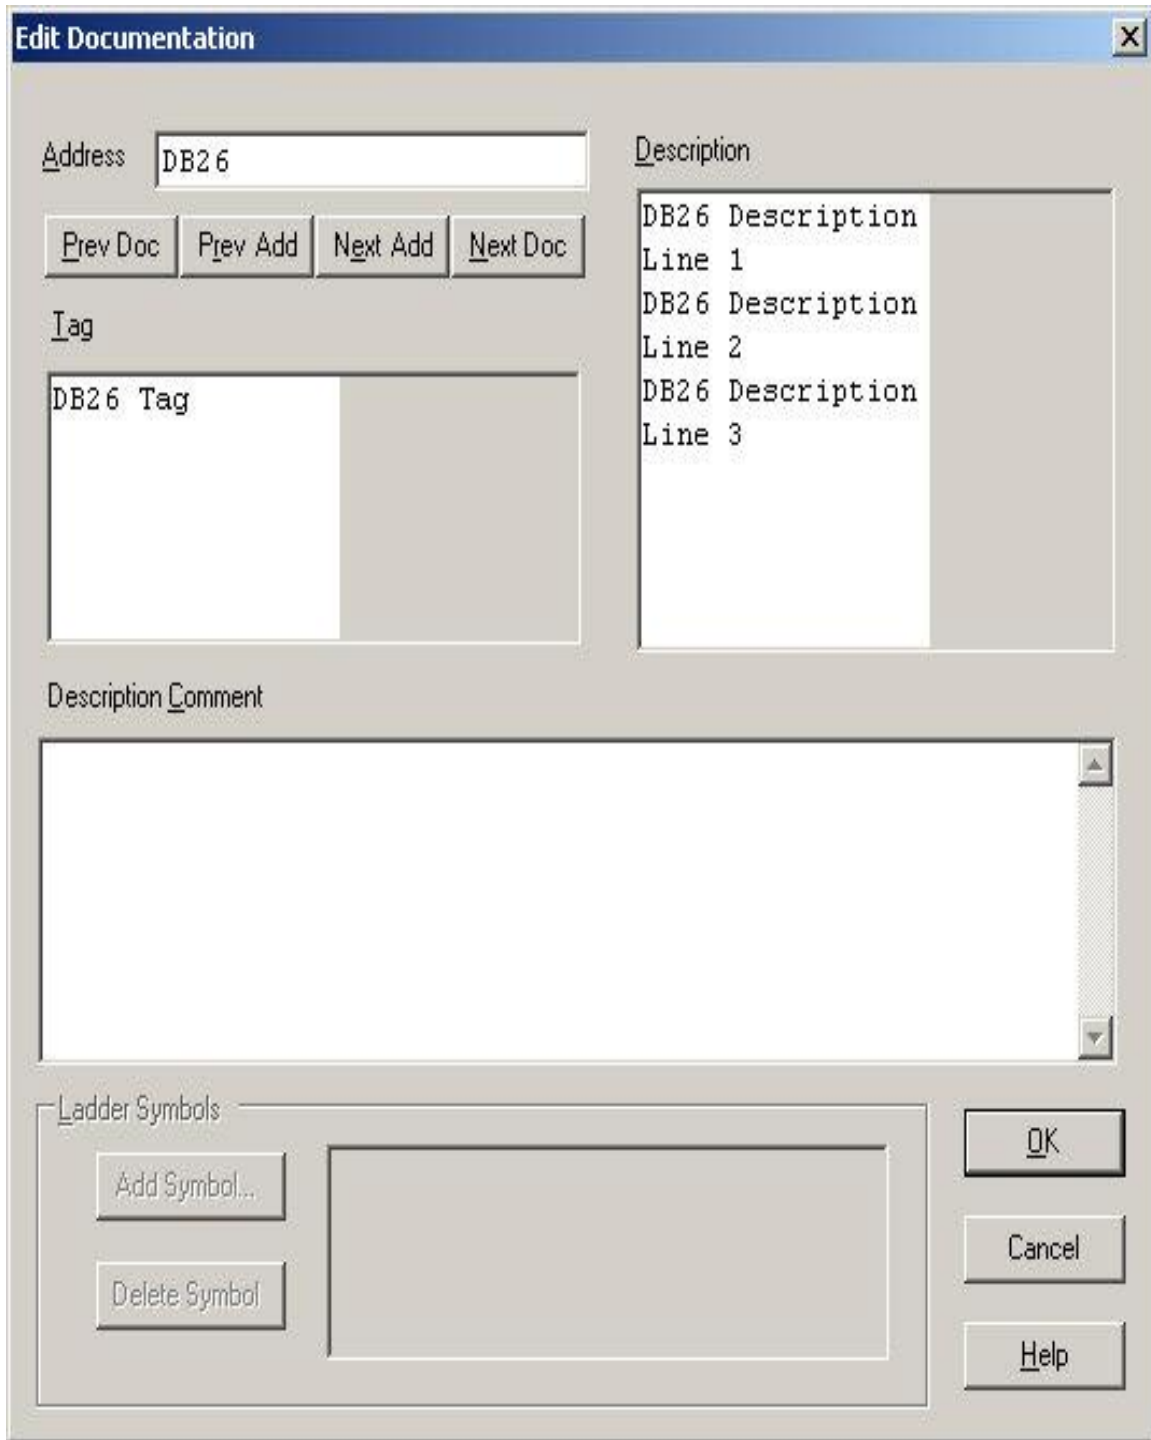 Edit Documentation
Address
DB26
Prev Doc
Prev Add
Next Add
Next Doc
Tag
DB26 Tag
Description
DB26 Description
Line 1
DB26 Description
Line 2
DB26 Description
Line 3
Description Comment
Ladder Symbols
Add Symbol...
Delete Symbol
OK
Cancel
Help